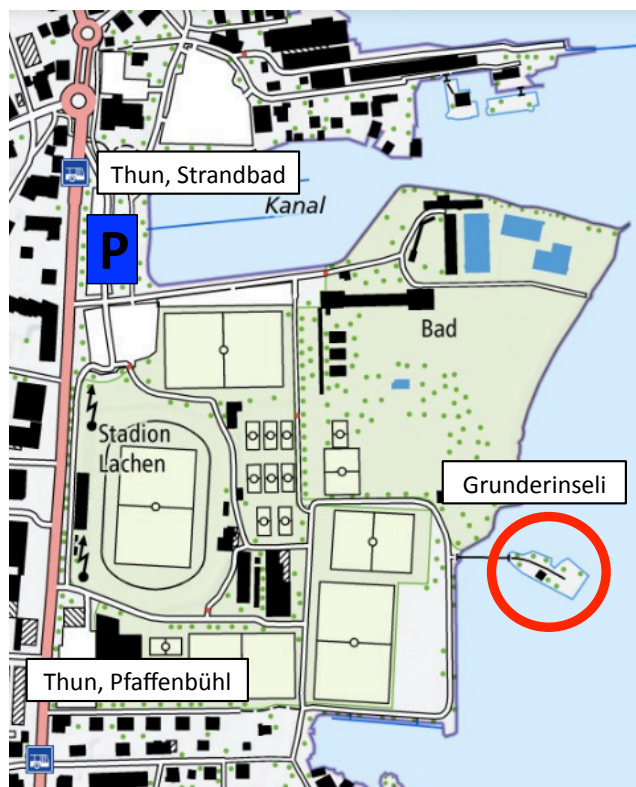 Thun, Strandbad
Kanal
P
Bad
Stadion
Lachen
Grunderinseli
Thun, Pfaffenbühl